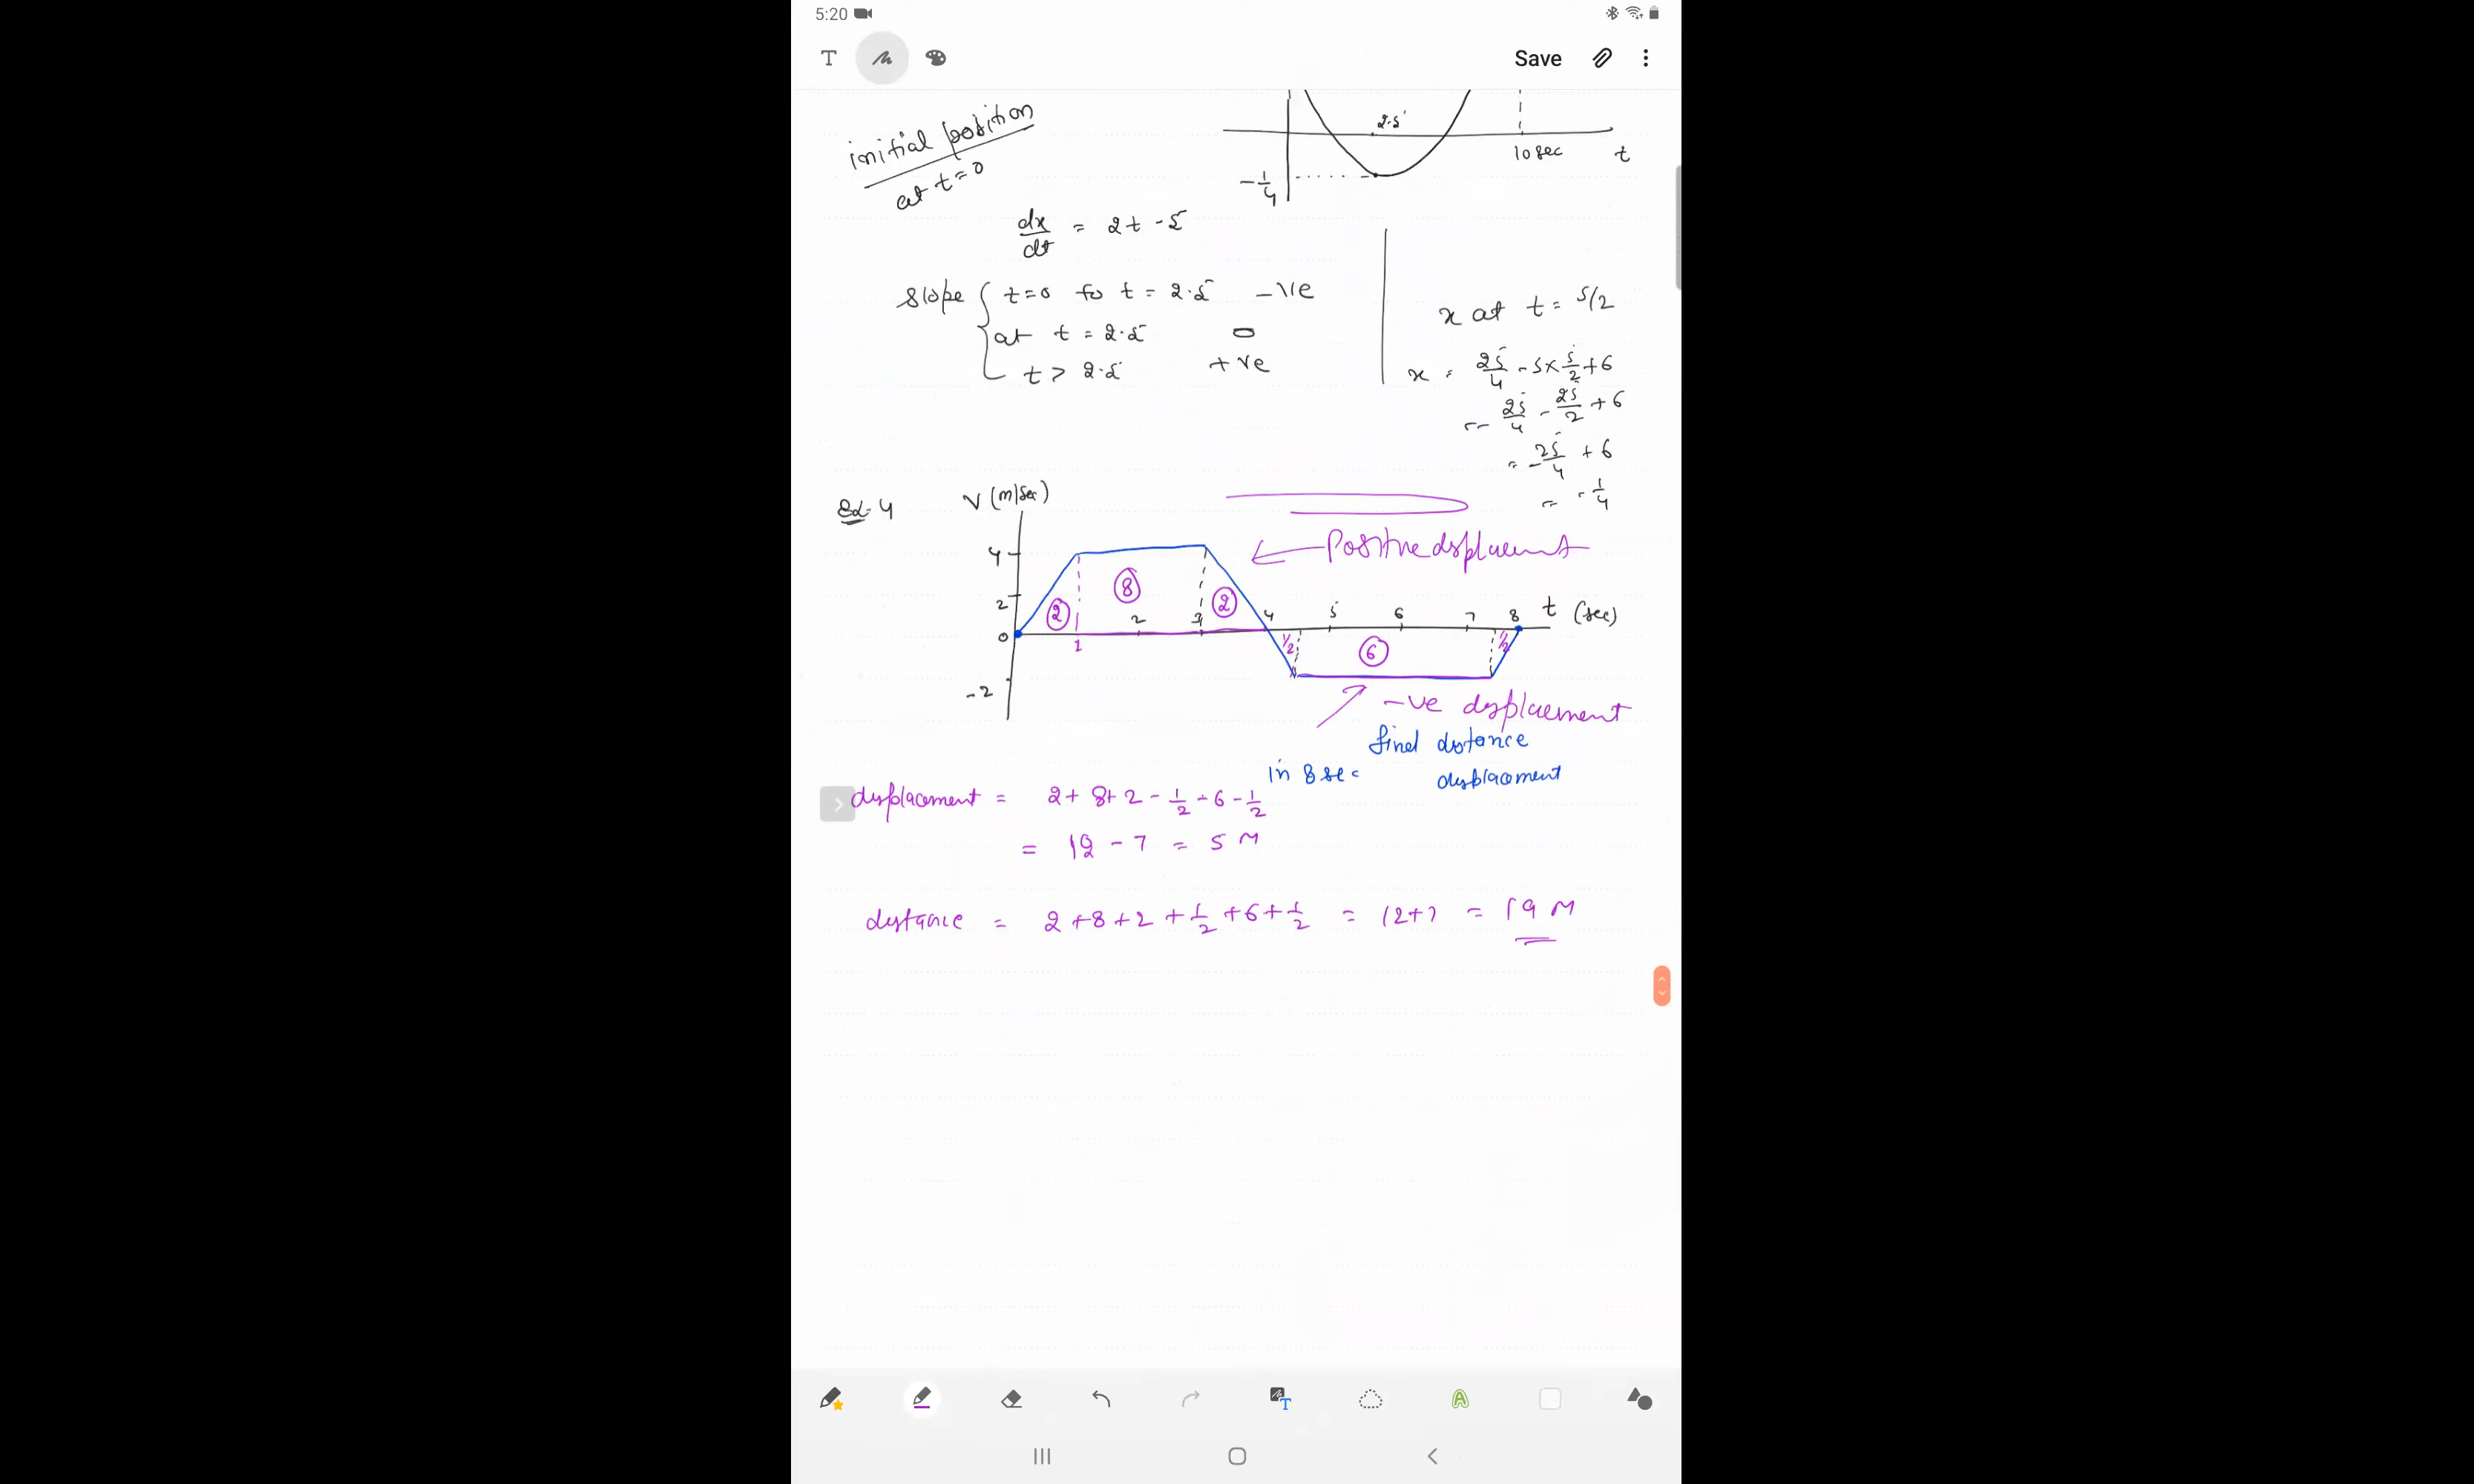 5:20
T
Save
initial position
at t=0
2.5
10 sec t
-1/4
dx/dt = 2t - 5
Slope { t=0 to t = 2.5 -ve
at t = 2.5 0
t > 2.5 +ve
x at t = 5/2
x = 25/4 - 5x 5/2 + 6
= 25/4 - 25/2 + 6
= -25/4 + 6
= -1/4
4 V (m/sec)
4
Positive displacement
8
2 2 2
0 1 2 3 4 5 6 7 8 t (sec)
1/2 6 1/2
-2
-ve displacement
find distance
in 8 sec displacement
displacement = 2 + 8 + 2 - 1/2 - 6 - 1/2
= 12 - 7 = 5 m
distance = 2 + 8 + 2 + 1/2 + 6 + 1/2 = 12+7 = 19 m
T
A